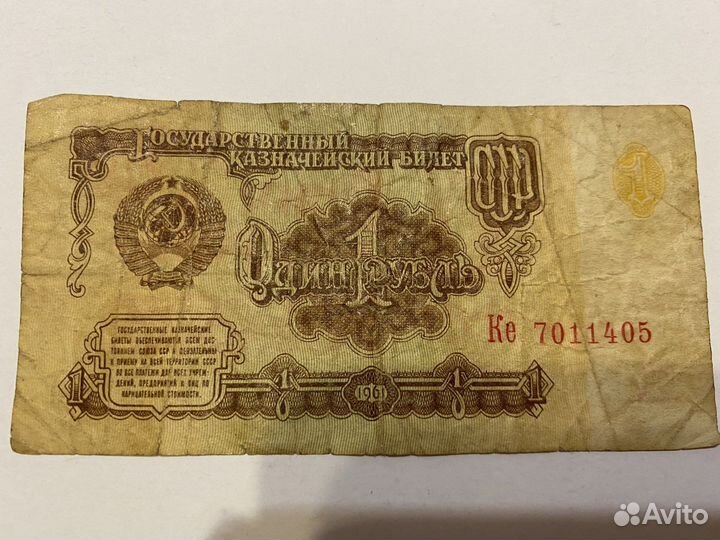 Государственный
казначейский билет
СССР
1
Один рубль
1
Ке 7011405
Государственные казначейские
билеты обеспечиваются всем дос-
тоянием Союза ССР и обязательны
к приему на всей территории СССР
во все платежи для всех учреж-
дений, предприятий и лиц по
нарицательной стоимости.
1 1 1961 1 1
Avito